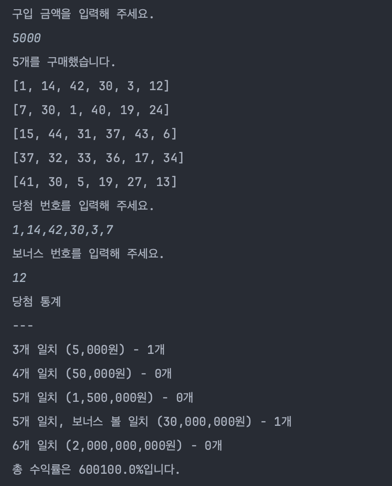 구입 금액을 입력해 주세요.
5000
5개를 구매했습니다.
[1, 14, 42, 30, 3, 12]
[7, 30, 1, 40, 19, 24]
[15, 44, 31, 37, 43, 6]
[37, 32, 33, 36, 17, 34]
[41, 30, 5, 19, 27, 13]
당첨 번호를 입력해 주세요.
1,14,42,30,3,7
보너스 번호를 입력해 주세요.
12
당첨 통계
---
3개 일치 (5,000원) - 1개
4개 일치 (50,000원) - 0개
5개 일치 (1,500,000원) - 0개
5개 일치, 보너스 볼 일치 (30,000,000원) - 1개
6개 일치 (2,000,000,000원) - 0개
총 수익률은 600100.0%입니다.